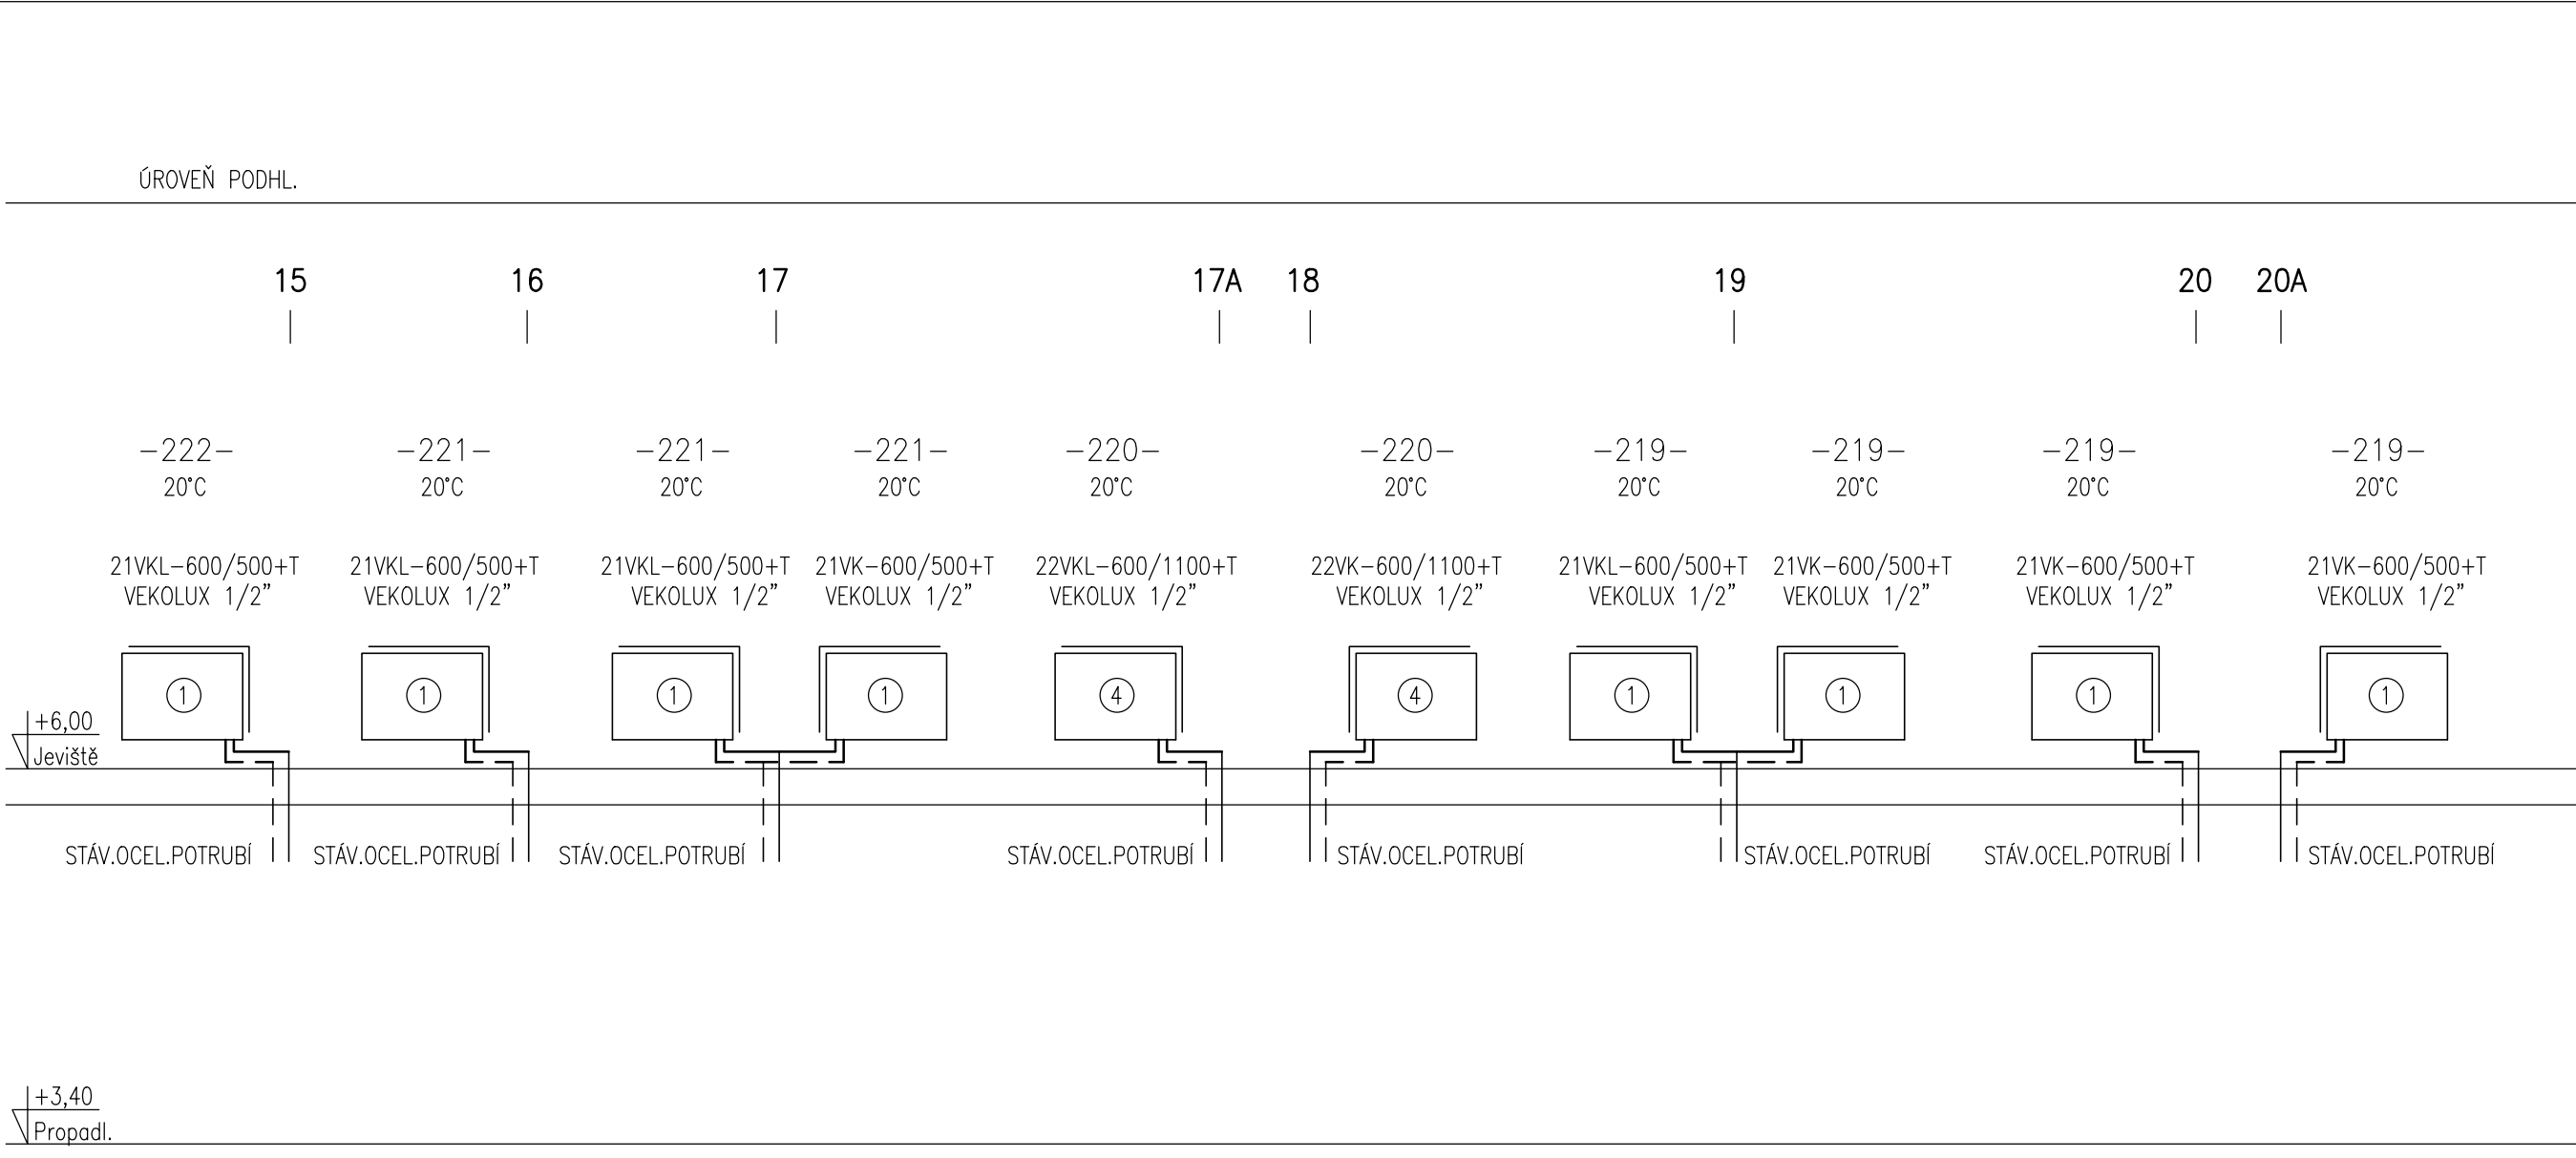 ÚROVEŇ PODHL.
15 16 17 17A 18 19 20 20A
-222- -221- -221- -221- -220- -220- -219- -219- -219- -219-
20°C 20°C 20°C 20°C 20°C 20°C 20°C 20°C 20°C 20°C
21VKL-600/500+T 21VKL-600/500+T 21VKL-600/500+T 21VK-600/500+T 22VKL-600/1100+T 22VK-600/1100+T 21VKL-600/500+T 21VK-600/500+T 21VK-600/500+T 21VK-600/500+T
VEKOLUX 1/2" VEKOLUX 1/2" VEKOLUX 1/2" VEKOLUX 1/2" VEKOLUX 1/2" VEKOLUX 1/2" VEKOLUX 1/2" VEKOLUX 1/2" VEKOLUX 1/2" VEKOLUX 1/2"
1 1 1 1 4 4 1 1 1 1
+6,00
Jeviště
STÁV.OCEL.POTRUBÍ STÁV.OCEL.POTRUBÍ STÁV.OCEL.POTRUBÍ STÁV.OCEL.POTRUBÍ STÁV.OCEL.POTRUBÍ STÁV.OCEL.POTRUBÍ STÁV.OCEL.POTRUBÍ STÁV.OCEL.POTRUBÍ
+3,40
Propadl.